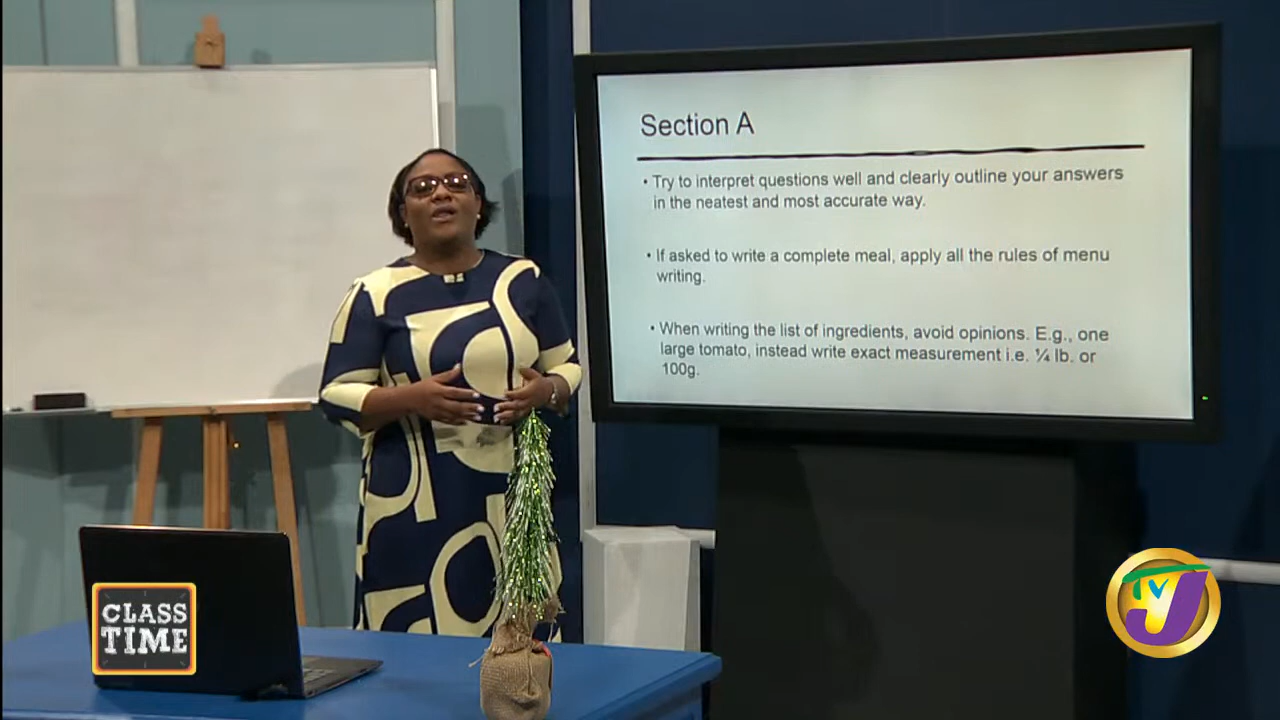 Section A
• Try to interpret questions well and clearly outline your answers
in the neatest and most accurate way.
• If asked to write a complete meal, apply all the rules of menu
writing.
• When writing the list of ingredients, avoid opinions. E.g., one
large tomato, instead write exact measurement i.e. ¼ lb. or
100g.
CLASS
TIME
TVJ